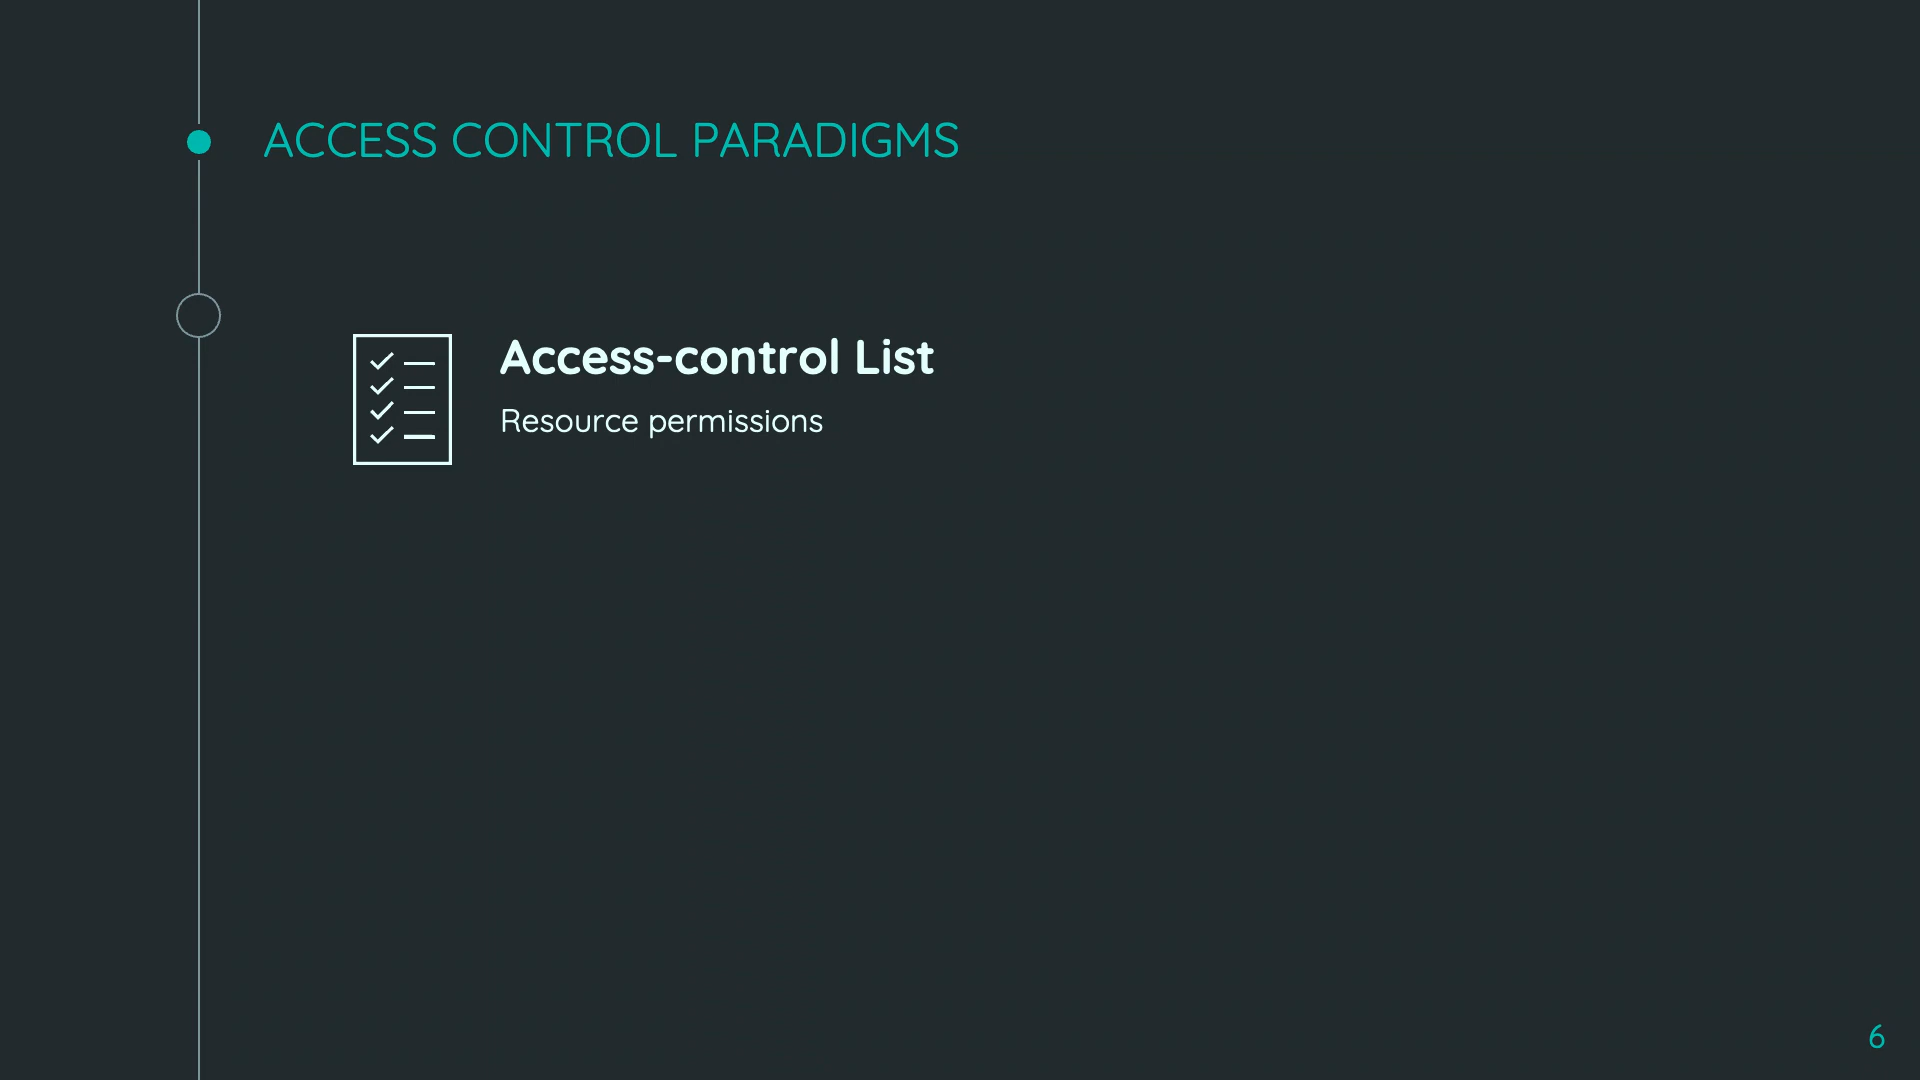 ACCESS CONTROL PARADIGMS
Access-control List
Resource permissions
6